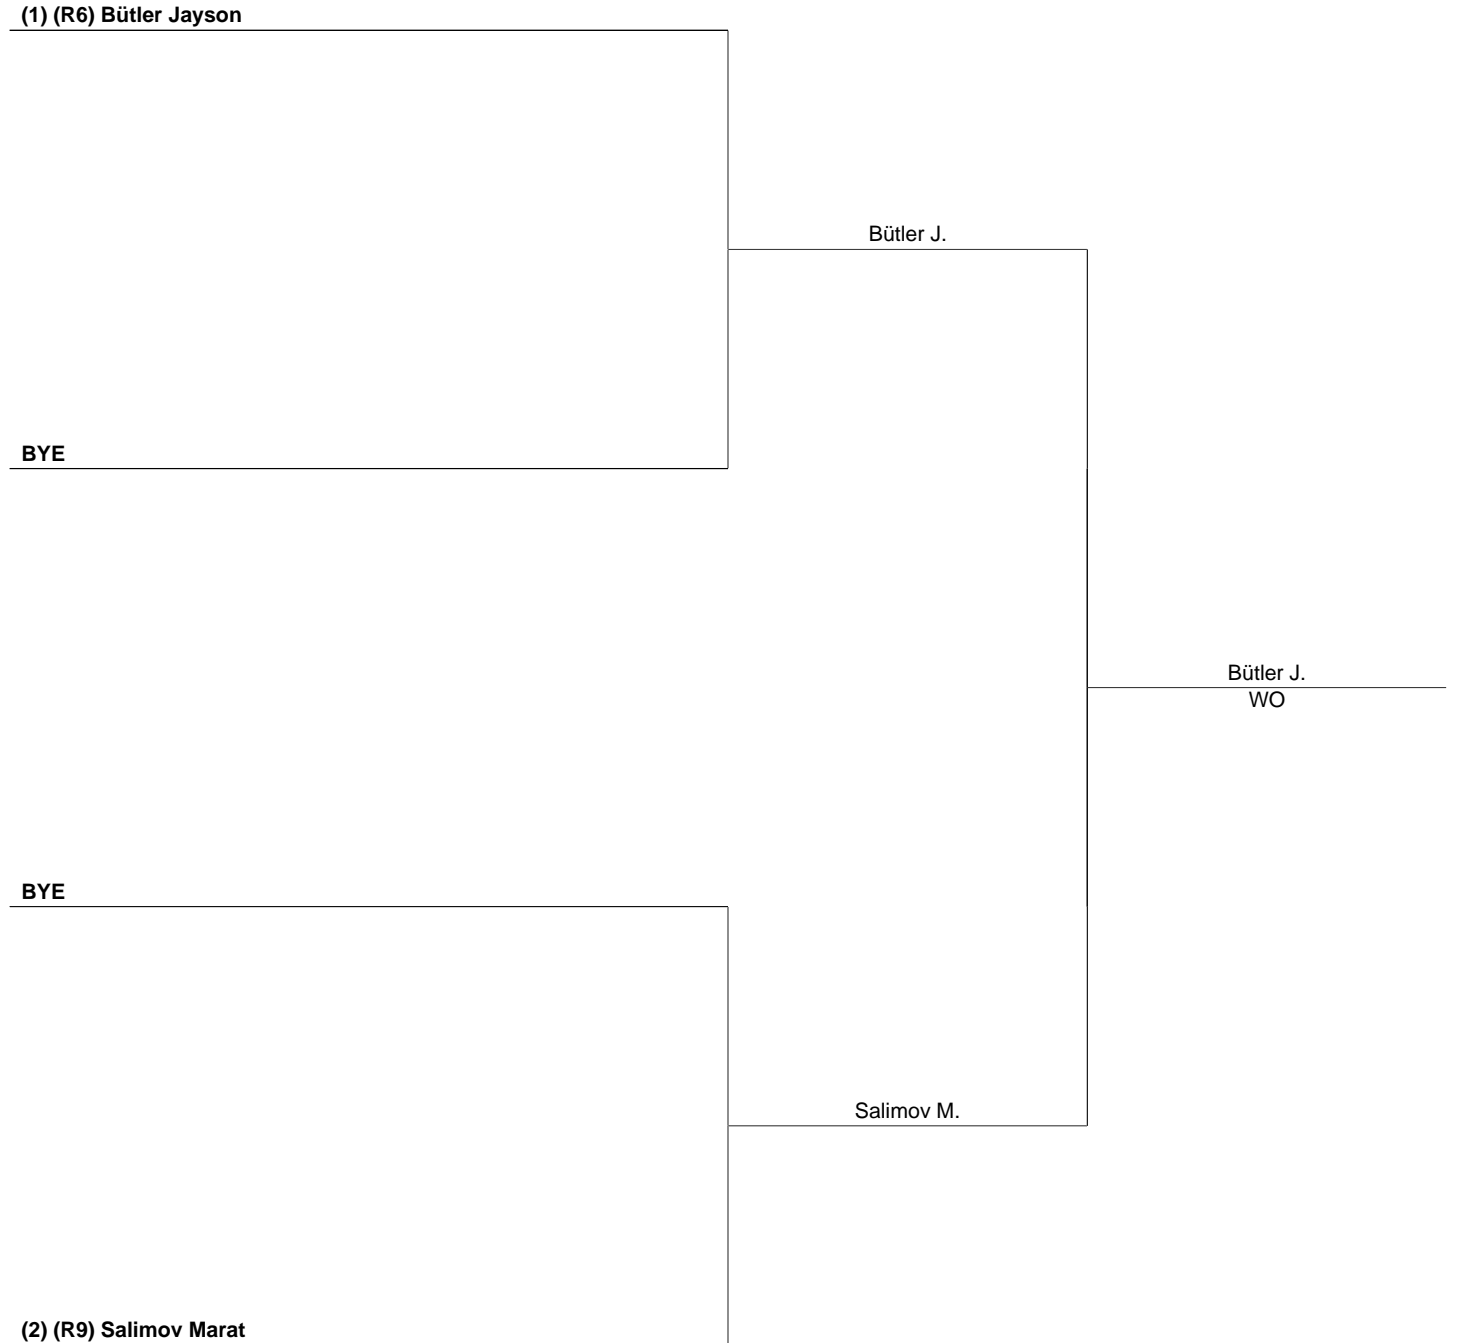 (1) (R6) Bütler Jayson
Bütler J.
BYE
Bütler J.
WO
BYE
Salimov M.
(2) (R9) Salimov Marat